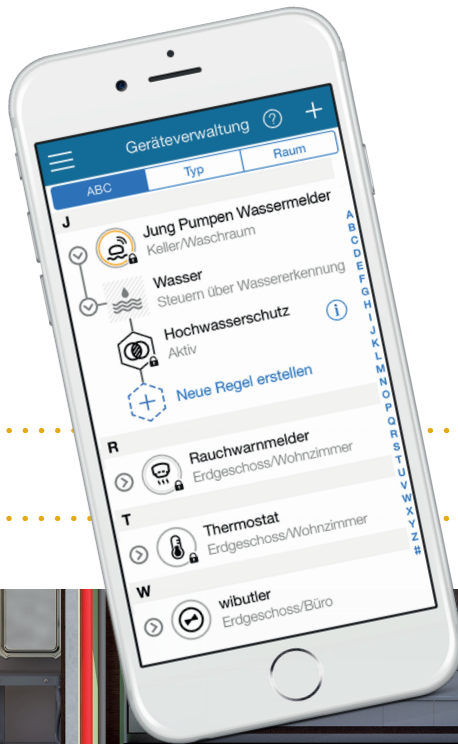 Geräteverwaltung ? +
ABC Typ Raum
J
Jung Pumpen Wassermelder
Keller/Waschraum
Wasser
Steuern über Wassererkennung
Hochwasserschutz i
Aktiv
+ Neue Regel erstellen
R
Rauchwarnmelder
Erdgeschoss/Wohnzimmer
T
Thermostat
Erdgeschoss/Wohnzimmer
W
wibutler
Erdgeschoss/Büro
A
B
C
D
E
F
G
H
I
J
K
L
M
N
O
P
Q
R
S
T
U
V
W
X
Y
Z
#